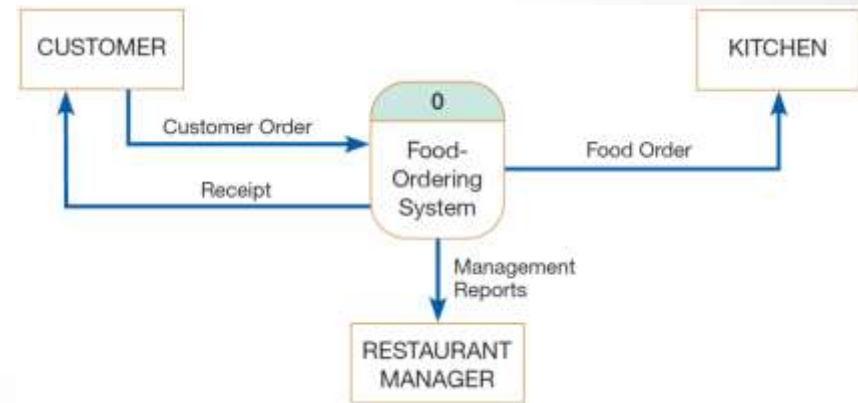 CUSTOMER
KITCHEN
0
Customer Order
Food-
Ordering
System
Food Order
Receipt
Management
Reports
RESTAURANT
MANAGER